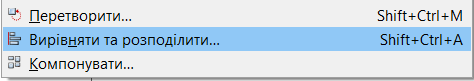 Перетворити... Shift+Ctrl+M
Вирівняти та розподілити... Shift+Ctrl+A
Компонувати...